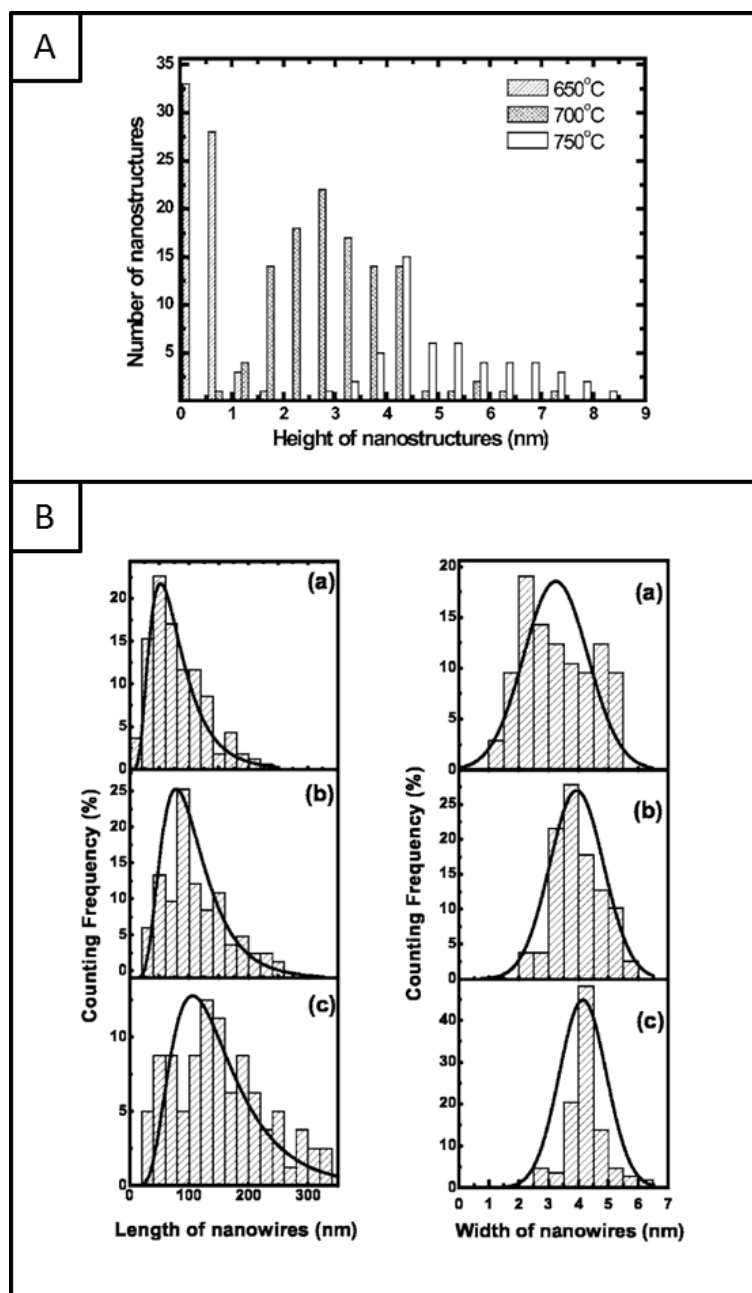 A
35
30
25
20
15
10
5
Number of nanostructures
650°C
700°C
750°C
0 1 2 3 4 5 6 7 8 9
Height of nanostructures (nm)
B
(a)
20
15
10
5
0
(b)
25
20
15
10
5
0
(c)
10
5
0
Counting Frequency (%)
0 100 200 300
Length of nanowires (nm)
(a)
20
15
10
5
0
(b)
25
20
15
10
5
0
(c)
40
30
20
10
0
Counting Frequency (%)
0 1 2 3 4 5 6 7
Width of nanowires (nm)